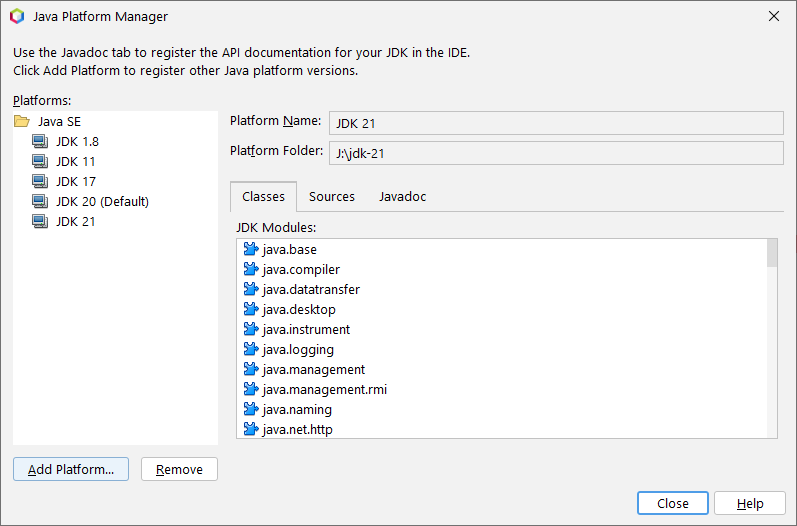 Java Platform Manager
Use the Javadoc tab to register the API documentation for your JDK in the IDE.
Click Add Platform to register other Java platform versions.
Platforms:
Java SE
JDK 1.8
JDK 11
JDK 17
JDK 20 (Default)
JDK 21
Platform Name: JDK 21
Platform Folder: J:\jdk-21
Classes Sources Javadoc
JDK Modules:
java.base
java.compiler
java.datatransfer
java.desktop
java.instrument
java.logging
java.management
java.management.rmi
java.naming
java.net.http
Add Platform... Remove
Close Help